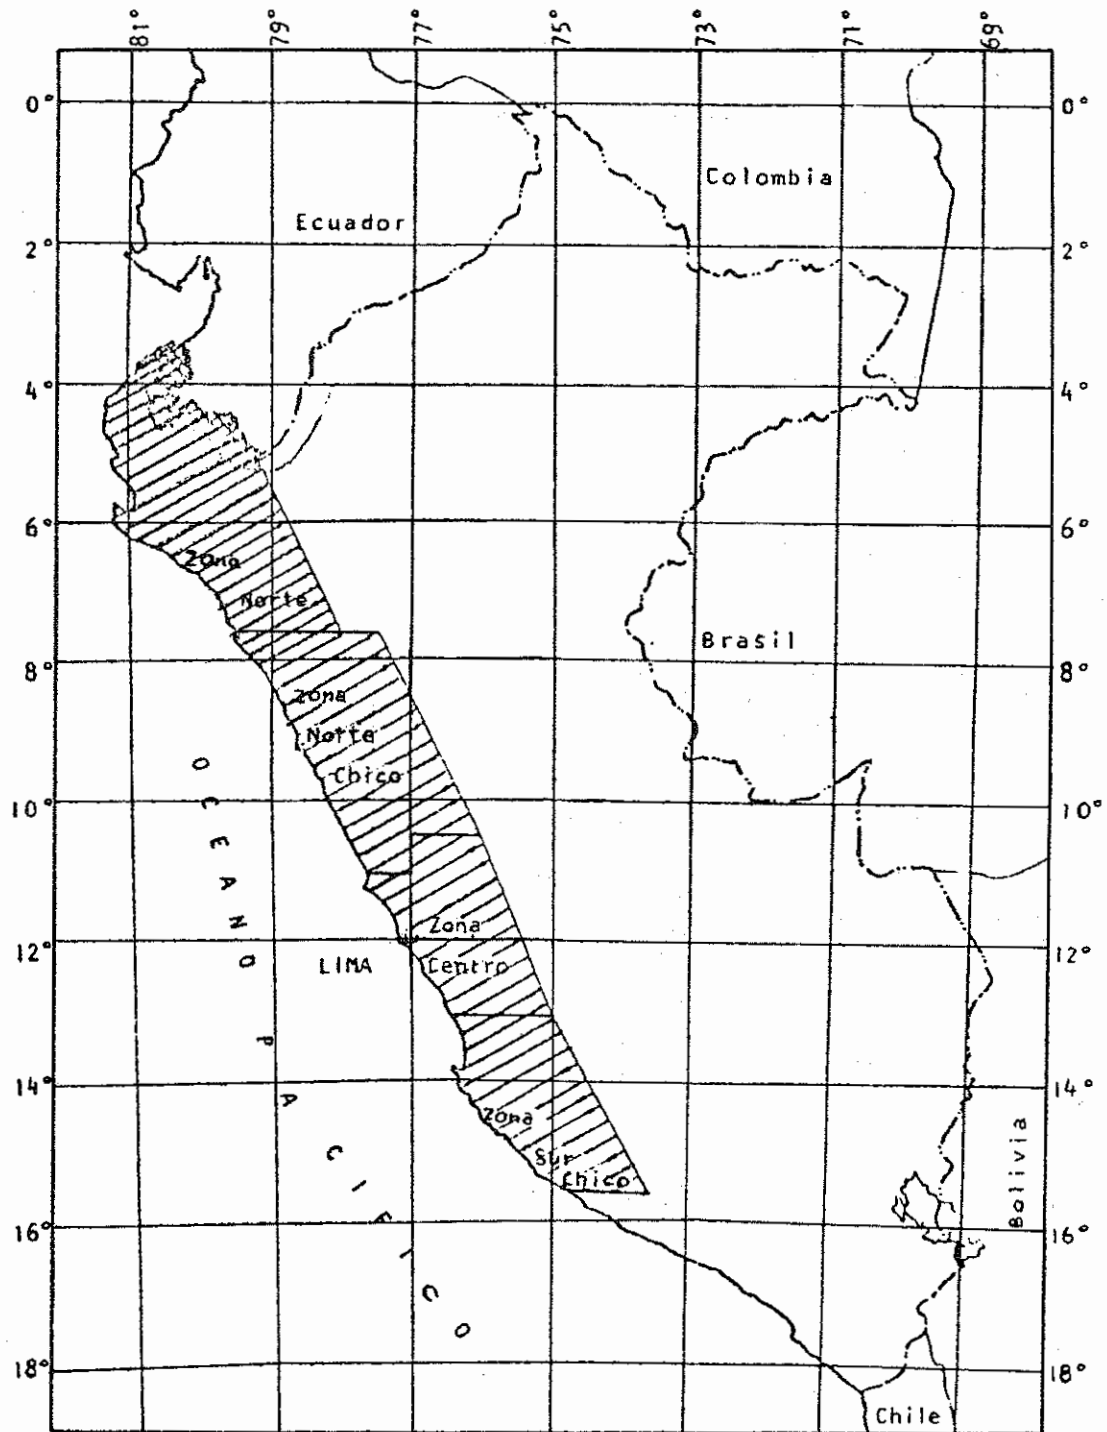 81° 79° 77° 75° 73° 71° 69°
0° 0°
Colombia
Ecuador
2° 2°
4° 4°
6° 6°
Zona
Norte
Brasil
8° 8°
Zona
Norte
Chico
10° 10°
Zona
12° 12°
LIMA Centro
14° 14°
Zona
Sur
Chico
Bolivia
16° 16°
OCEANO PACIFICO
18° 18°
Chile